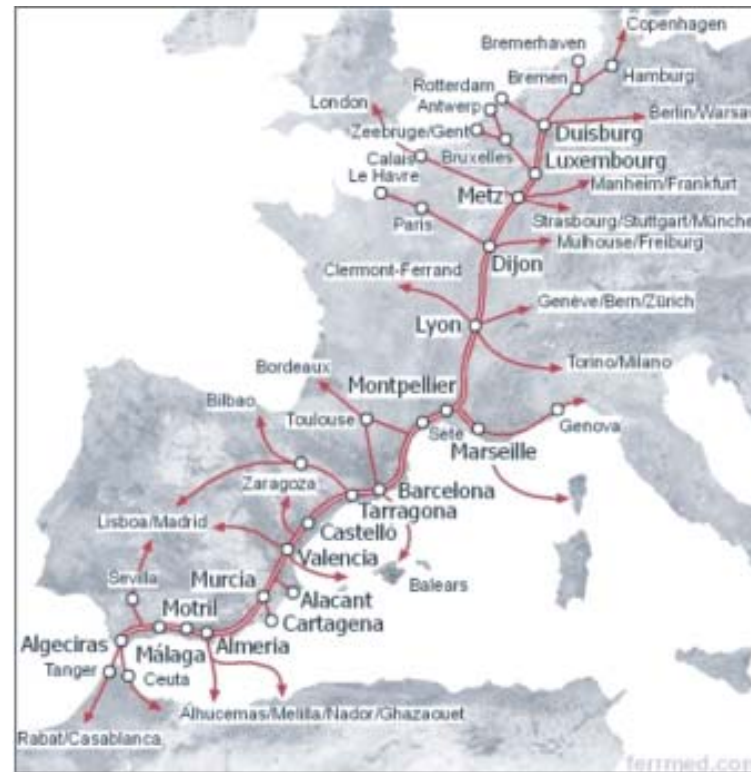 Copenhagen
Bremerhaven
Bremen
Hamburg
Rotterdam
London
Antwerp
Berlin/Warsau
Zeebruge/Gent
Duisburg
Calais
Bruxelles
Luxembourg
Le Havre
Metz
Manheim/Frankfurt
Paris
Strasbourg/Stuttgart/Münche
Mulhouse/Freiburg
Dijon
Clermont-Ferrand
Genève/Bern/Zürich
Lyon
Bordeaux
Torino/Milano
Montpellier
Bilbao
Toulouse
Sete
Genova
Marseille
Zaragoza
Barcelona
Tarragona
Lisboa/Madrid
Castelló
Valencia
Sevilla
Murcia
Balears
Motril
Alacant
Cartagena
Algeciras
Málaga
Almeria
Tanger
Ceuta
Alhucemas/Melilla/Nador/Ghazaouet
Rabat/Casablanca
ferrmed.com